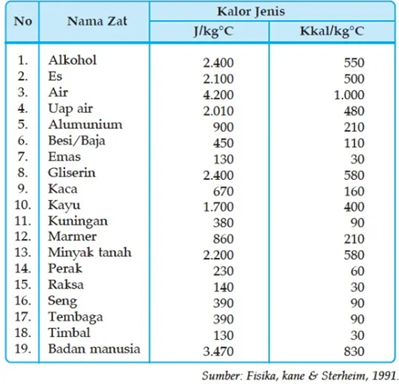 No Nama Zat Kalor Jenis
J/kg°C Kkal/kg°C
1. Alkohol 2.400 550
2. Es 2.100 500
3. Air 4.200 1.000
4. Uap air 2.010 480
5. Alumunium 900 210
6. Besi/Baja 450 110
7. Emas 130 30
8. Gliserin 2.400 580
9. Kaca 670 160
10. Kayu 1.700 400
11. Kuningan 380 90
12. Marmer 860 210
13. Minyak tanah 2.200 580
14. Perak 230 60
15. Raksa 140 30
16. Seng 390 90
17. Tembaga 390 90
18. Timbal 130 30
19. Badan manusia 3.470 830
Sumber: Fisika, kane & Sterheim, 1991.